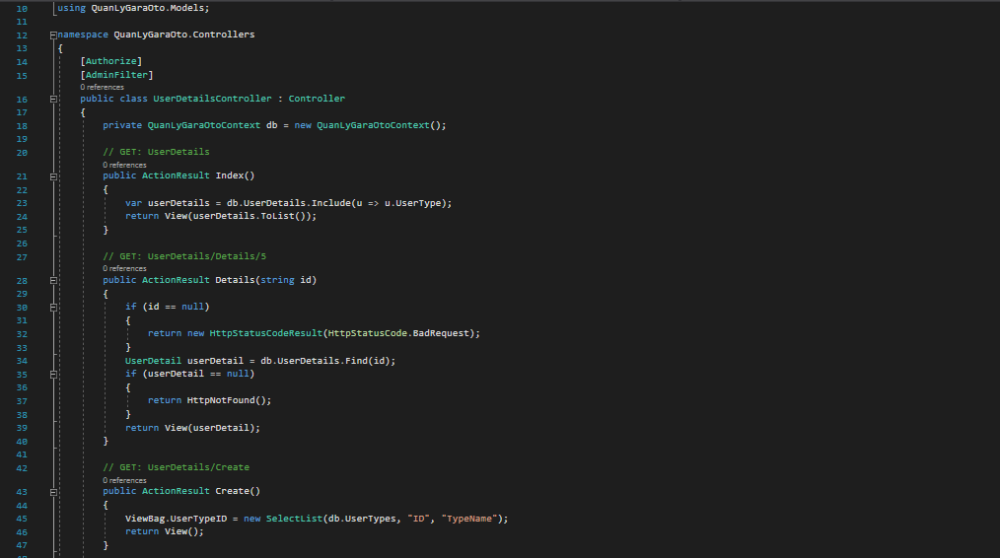 10 using QuanLyGaraOto.Models;
11
12 namespace QuanLyGaraOto.Controllers
13 {
14 [Authorize]
15 [AdminFilter]
0 references
16 public class UserDetailsController : Controller
17 {
18 private QuanLyGaraOtoContext db = new QuanLyGaraOtoContext();
19
20 // GET: UserDetails
0 references
21 public ActionResult Index()
22 {
23 var userDetails = db.UserDetails.Include(u => u.UserType);
24 return View(userDetails.ToList());
25 }
26
27 // GET: UserDetails/Details/5
0 references
28 public ActionResult Details(string id)
29 {
30 if (id == null)
31 {
32 return new HttpStatusCodeResult(HttpStatusCode.BadRequest);
33 }
34 UserDetail userDetail = db.UserDetails.Find(id);
35 if (userDetail == null)
36 {
37 return HttpNotFound();
38 }
39 return View(userDetail);
40 }
41
42 // GET: UserDetails/Create
0 references
43 public ActionResult Create()
44 {
45 ViewBag.UserTypeID = new SelectList(db.UserTypes, "ID", "TypeName");
46 return View();
47 }